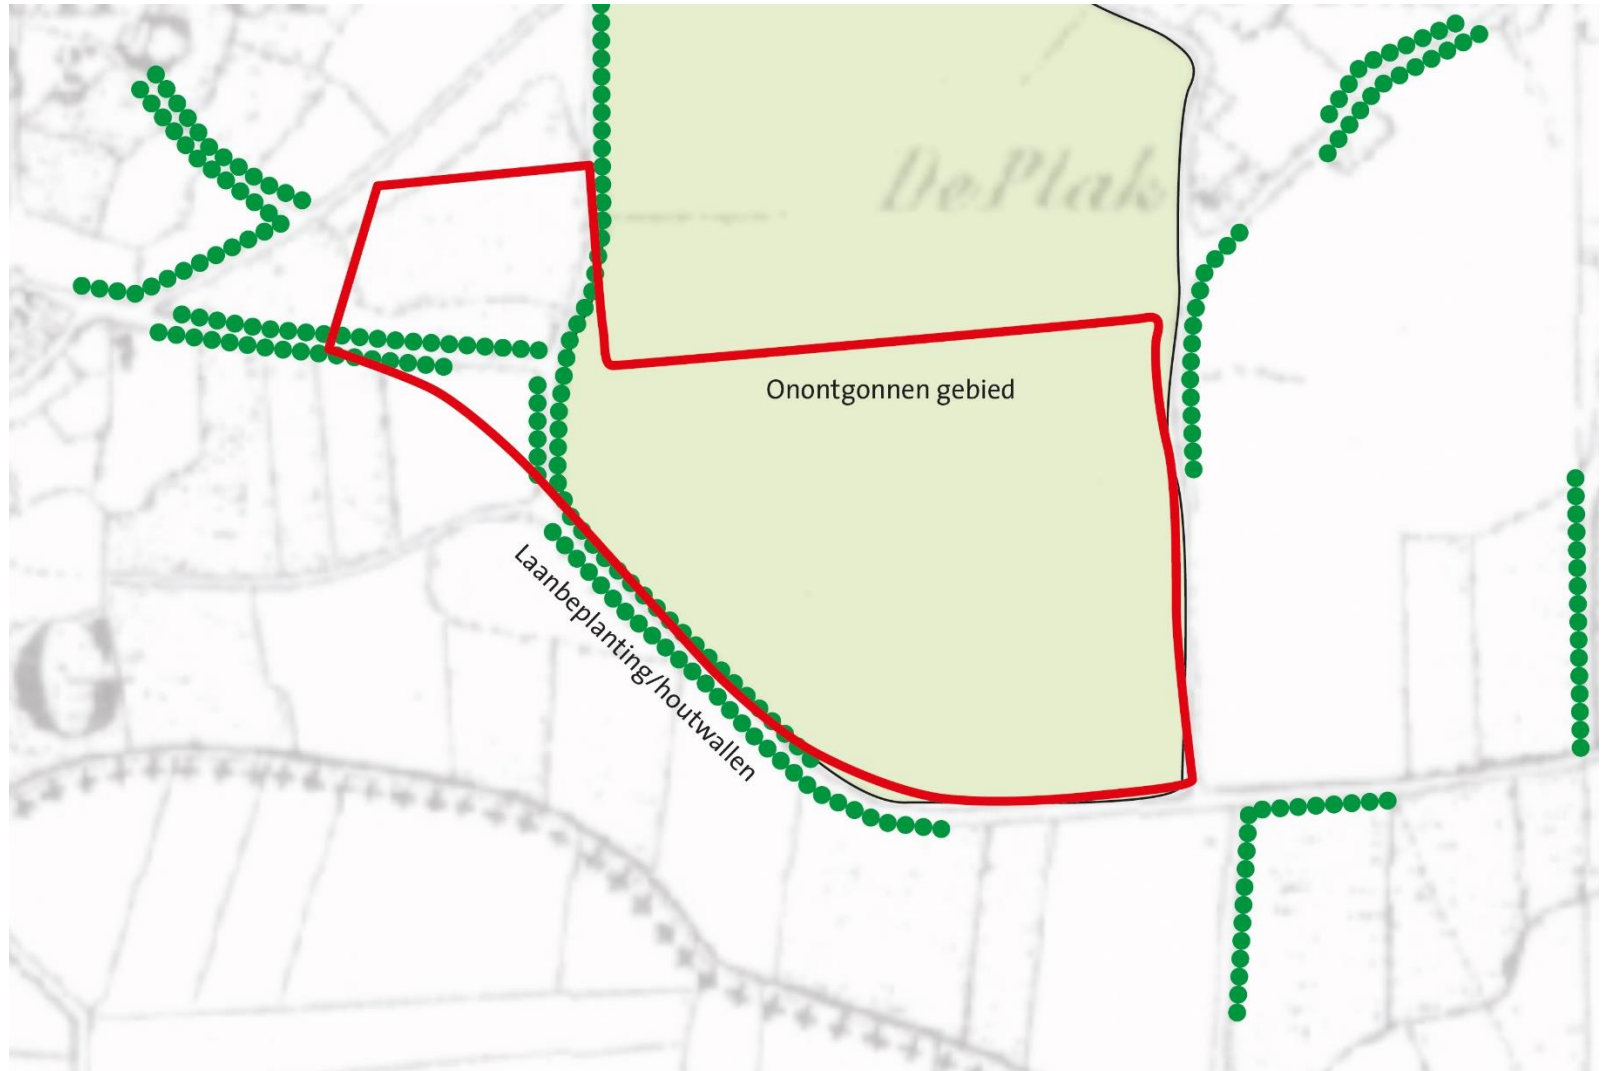 De Plak
Onontgonnen gebied
Laanbeplanting/houtwallen
G